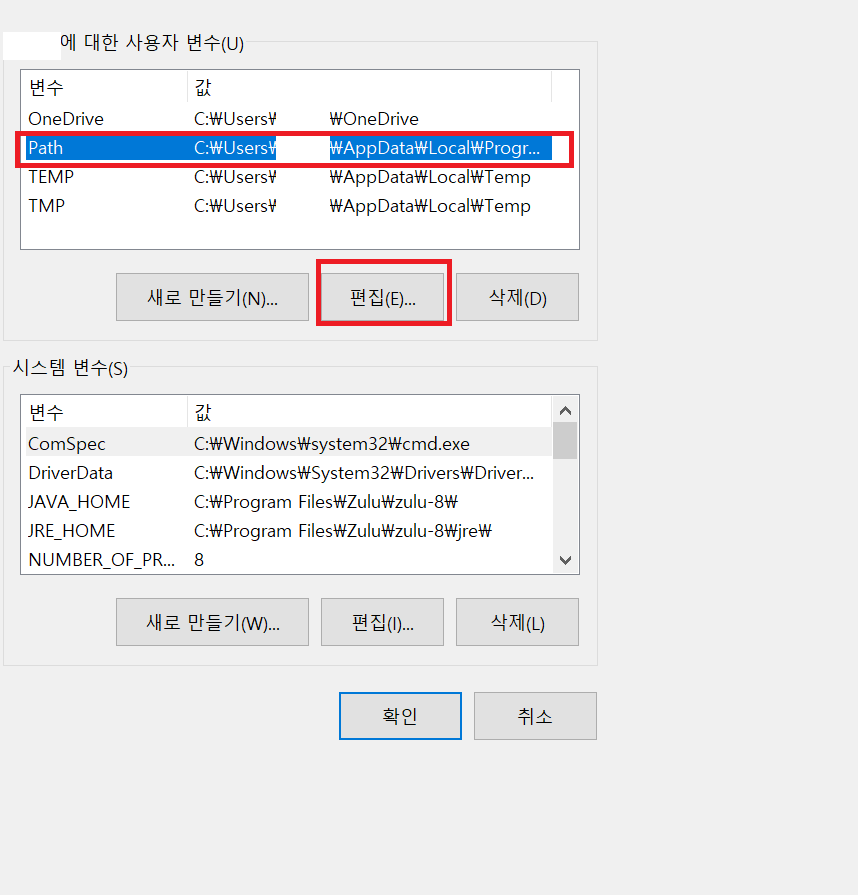 에 대한 사용자 변수(U)
변수 값
OneDrive C:₩Users₩ ₩OneDrive
Path C:₩Users₩ ₩AppData₩Local₩Progr...
TEMP C:₩Users₩ ₩AppData₩Local₩Temp
TMP C:₩Users₩ ₩AppData₩Local₩Temp
새로 만들기(N)... 편집(E)... 삭제(D)
시스템 변수(S)
변수 값
ComSpec C:₩Windows₩system32₩cmd.exe
DriverData C:₩Windows₩System32₩Drivers₩Driver...
JAVA_HOME C:₩Program Files₩Zulu₩zulu-8₩
JRE_HOME C:₩Program Files₩Zulu₩zulu-8₩jre₩
NUMBER_OF_PR... 8
새로 만들기(W)... 편집(I)... 삭제(L)
확인 취소